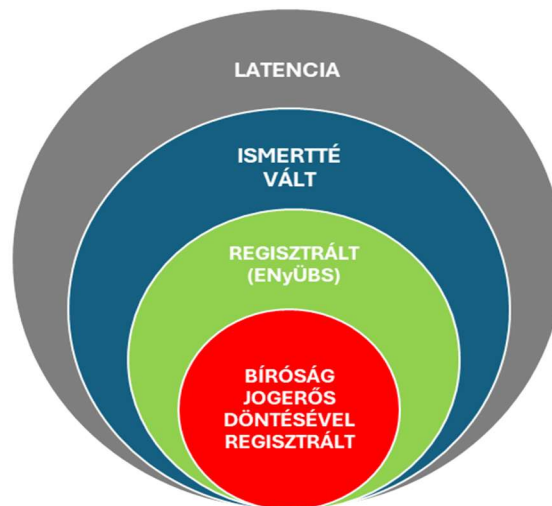 LATENCIA
ISMERTTÉ
VÁLT
REGISZTRÁLT
(ENyÜBS)
BÍRÓSÁG
JOGERŐS
DÖNTÉSÉVEL
REGISZTRÁLT